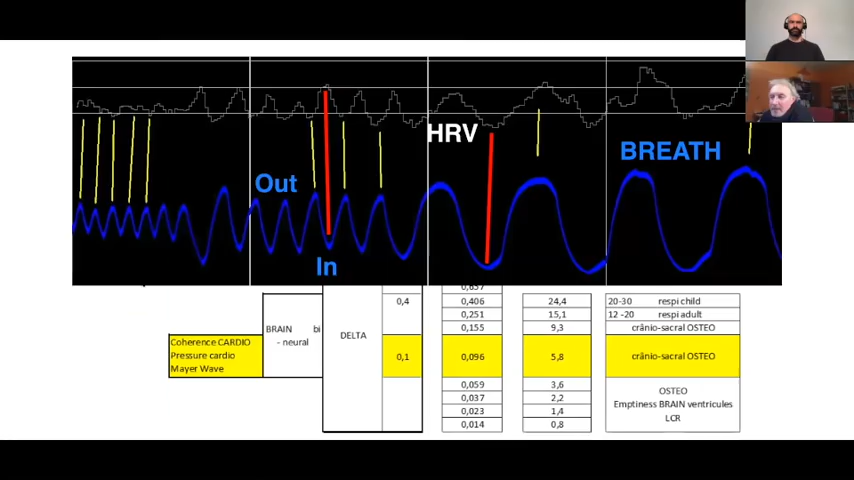 HRV
BREATH
Out
In
0,637
0,4
0,406
24,4
20-30 respi child
0,251
15,1
12 -20 respi adult
BRAIN bi
- neural
DELTA
0,155
9,3
crânio-sacral OSTEO
Coherence CARDIO
Pressure cardio
Mayer Wave
0,1
0,096
5,8
crânio-sacral OSTEO
0,059
3,6
OSTEO
0,037
2,2
Emptiness BRAIN ventricules
0,023
1,4
LCR
0,014
0,8